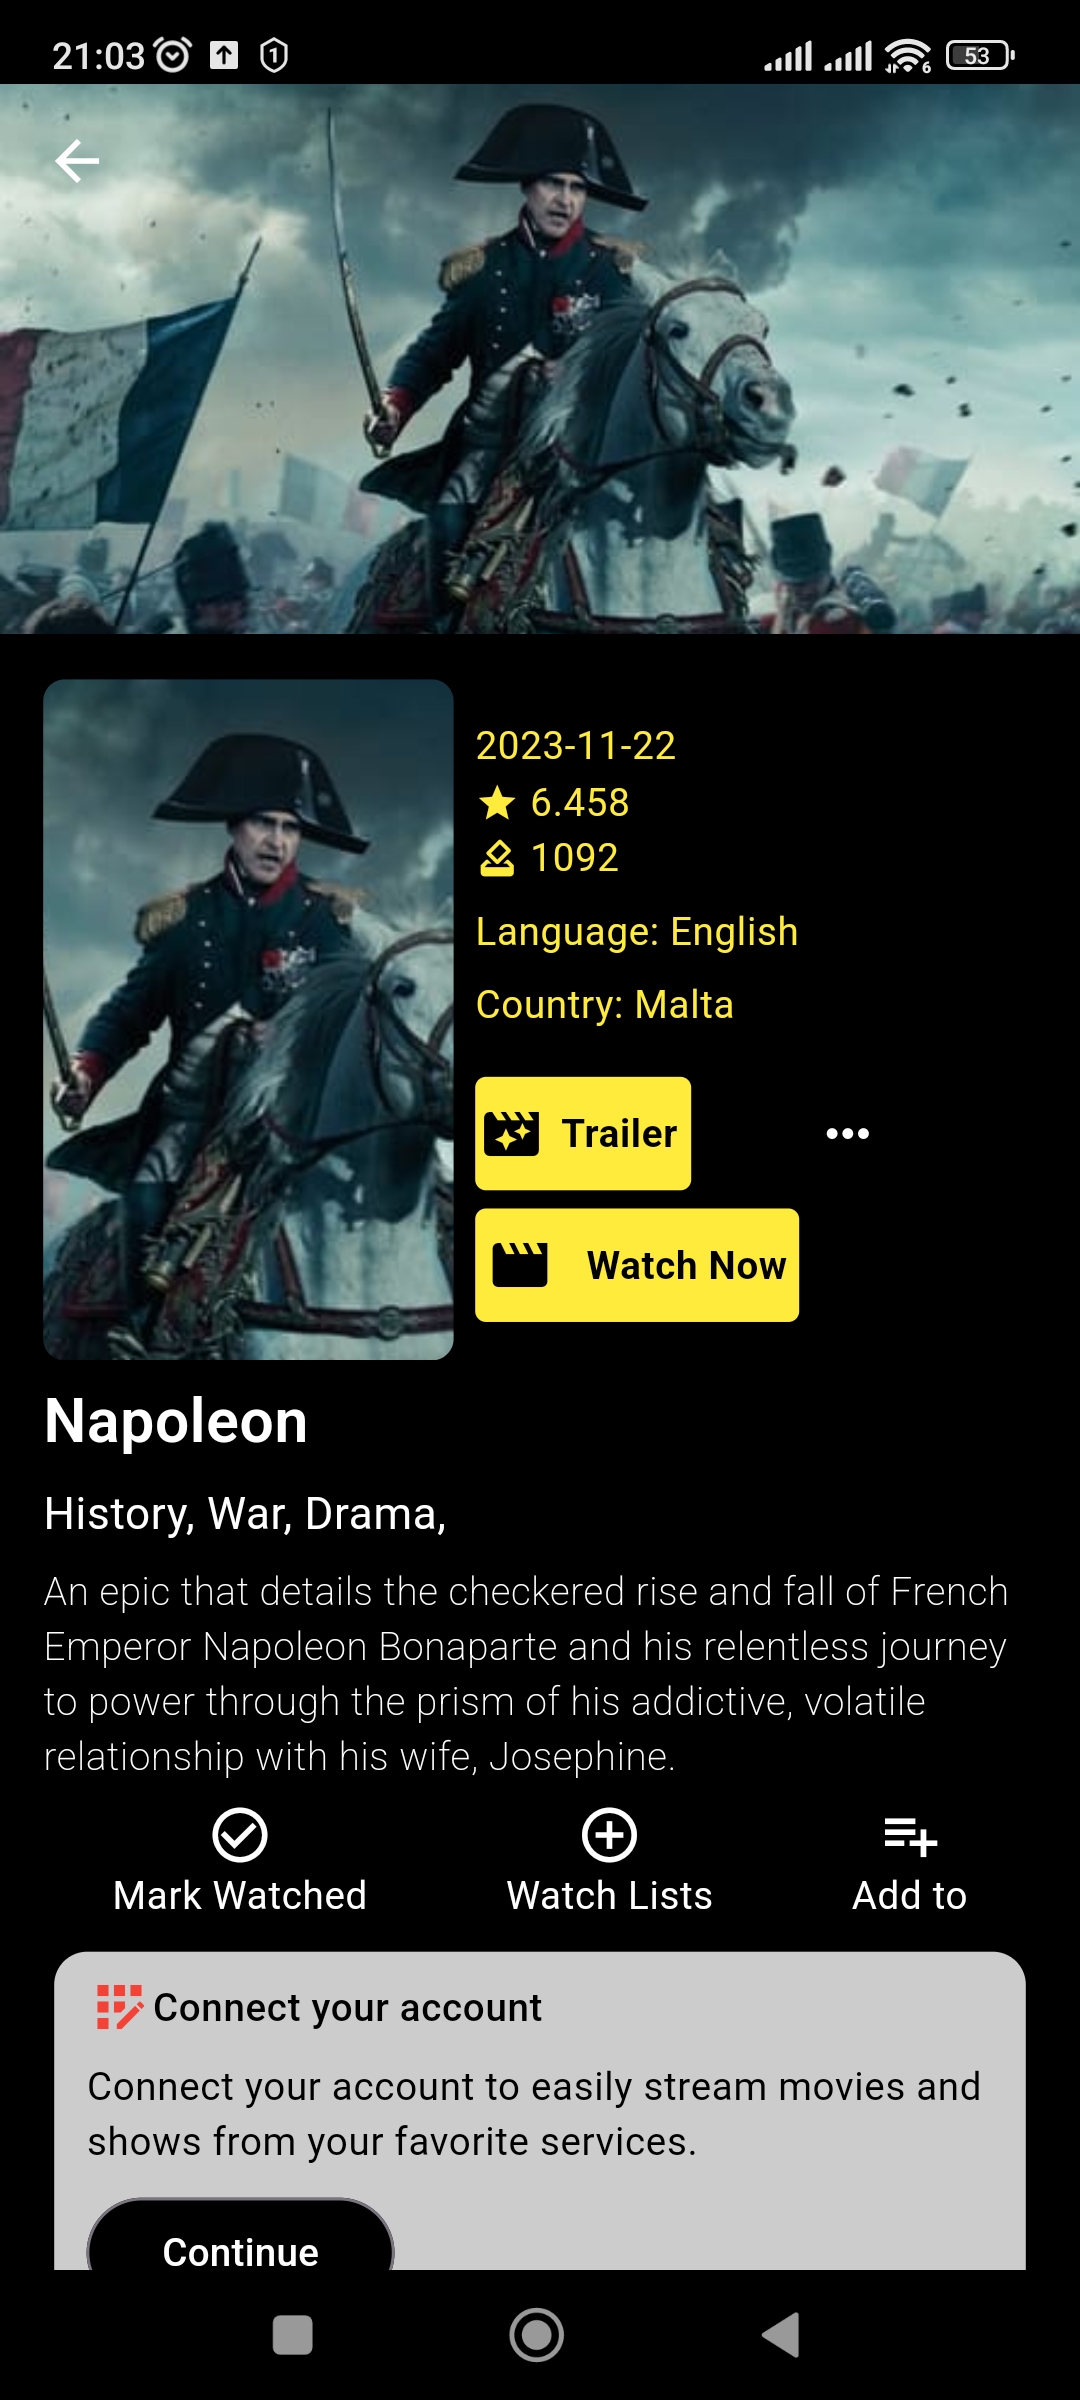 21:03
1
6
53
2023-11-22
6.458
1092
Language: English
Country: Malta
Trailer
Watch Now
Napoleon
History, War, Drama,
An epic that details the checkered rise and fall of French
Emperor Napoleon Bonaparte and his relentless journey
to power through the prism of his addictive, volatile
relationship with his wife, Josephine.
Mark Watched
Watch Lists
Add to
Connect your account
Connect your account to easily stream movies and
shows from your favorite services.
Continue